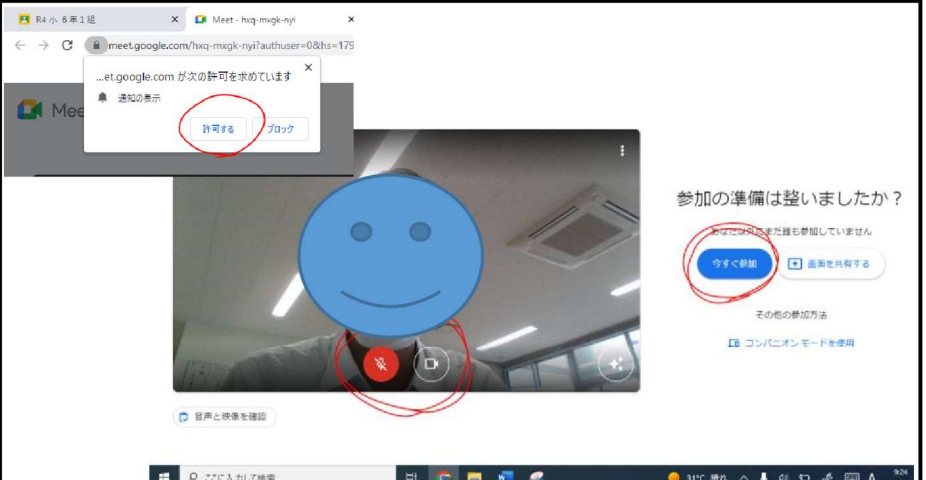 R4 小 6年1組
Meet - hxq-mxgk-nyi
meet.google.com/hxq-mxgk-nyi?authuser=0&hs=179
...et.google.com が次の許可を求めています
通知の表示
許可する
ブロック
Mee
参加の準備は整いましたか？
あなた以外にまだ誰も参加していません
今すぐ参加
画面を共有する
その他の参加方法
コンパニオン モードを使用
音声と映像を確認
ここに入力して検索
31°C 晴れ
A
9:24